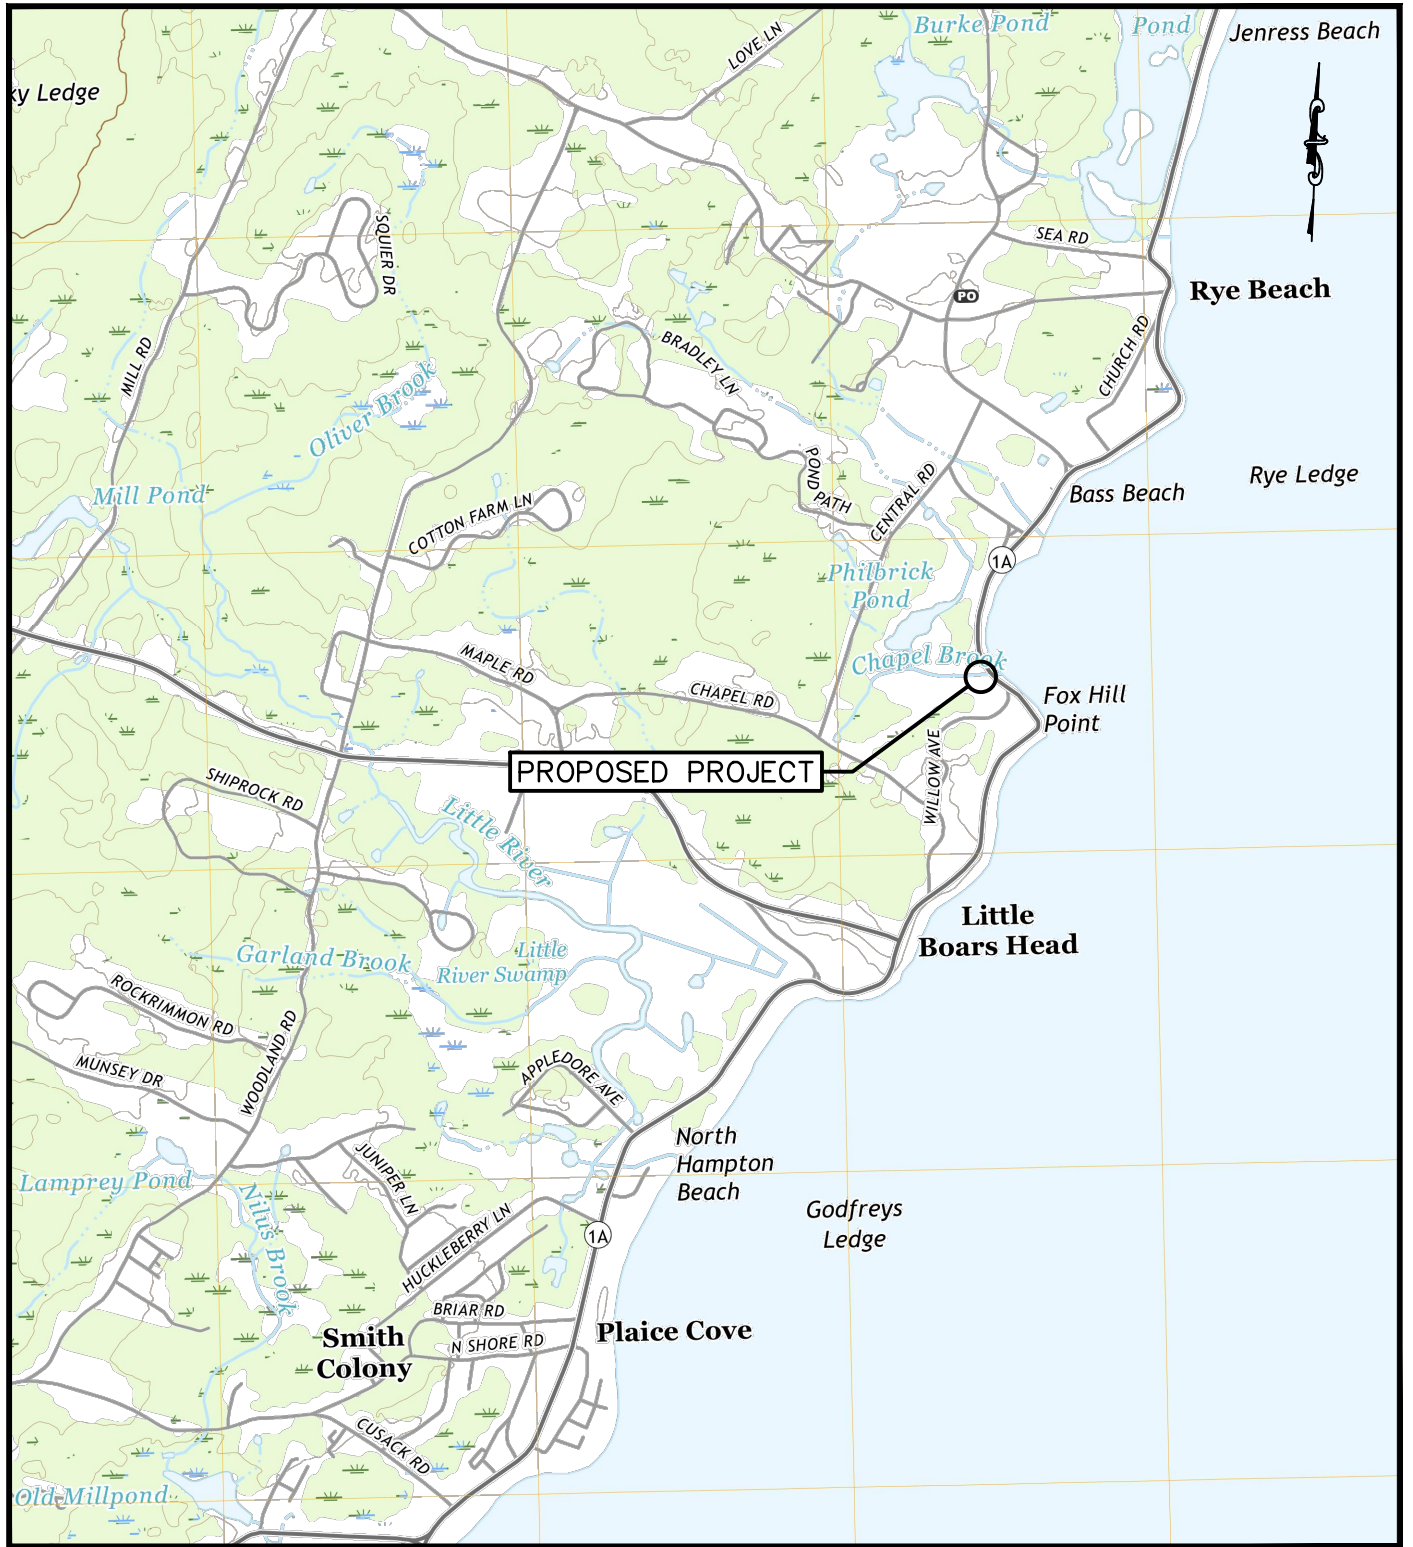 Burke Pond
Pond
Jenress Beach
LOVE LN
ky Ledge
SQUIER DR
SEA RD
PO
Rye Beach
MILL RD
BRADLEY LN
CHURCH RD
Oliver Brook
Mill Pond
COTTON FARM LN
POND
PATH
CENTRAL RD
Bass Beach
Rye Ledge
1A
Philbrick
Pond
Chapel Brook
MAPLE RD
CHAPEL RD
Fox Hill
Point
PROPOSED PROJECT
WILLOW AVE
SHIPROCK RD
Little River
Little
Boars Head
Garland Brook
Little
River Swamp
ROCKRIMMON RD
MUNSEY DR
WOODLAND RD
APPLEDORE AVE
North
Hampton
Beach
JUNIPER LN
Lamprey Pond
Nilus Brook
HUCKLEBERRY LN
Godfreys
Ledge
1A
BRIAR RD
N SHORE RD
Smith
Colony
Plaice Cove
CUSACK RD
Old Millpond